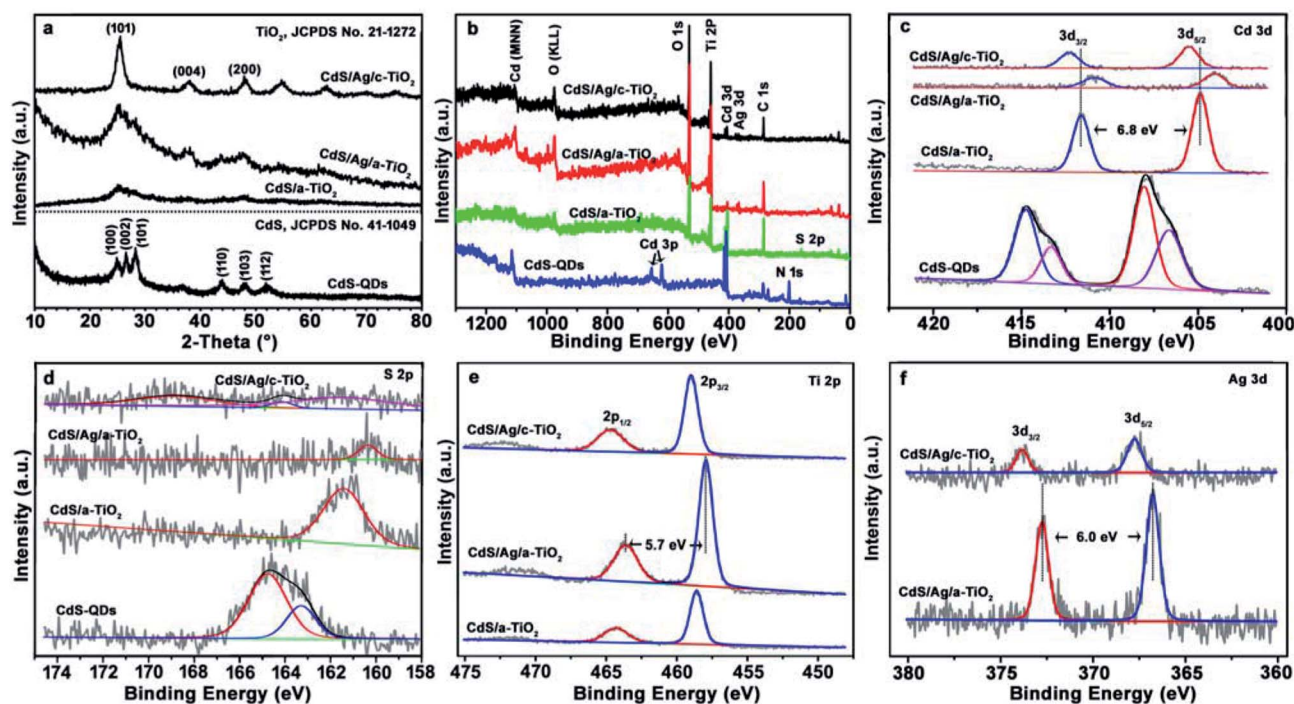 a
(101)
TiO2, JCPDS No. 21-1272
(004)
(200)
CdS/Ag/c-TiO2
CdS/Ag/a-TiO2
CdS/a-TiO2
CdS, JCPDS No. 41-1049
(100)
(002)
(101)
(110)
(103)
(112)
CdS-QDs
10 20 30 40 50 60 70 80
2-Theta (°)
Intensity (a.u.)
b
Cd (MNN)
O (KLL)
O 1s
Ti 2P
CdS/Ag/c-TiO2
Cd 3d
Ag 3d
C 1s
CdS/Ag/a-TiO2
CdS/a-TiO2
S 2p
Cd 3p
CdS-QDs
N 1s
1200 1000 800 600 400 200 0
Binding Energy (eV)
Intensity (a.u.)
c
Cd 3d
3d3/2
3d5/2
CdS/Ag/c-TiO2
CdS/Ag/a-TiO2
6.8 eV
CdS/a-TiO2
CdS-QDs
420 415 410 405 400
Binding Energy (eV)
Intensity (a.u.)
d
S 2p
CdS/Ag/c-TiO2
CdS/Ag/a-TiO2
CdS/a-TiO2
CdS-QDs
174 172 170 168 166 164 162 160 158
Binding Energy (eV)
Intensity (a.u.)
e
Ti 2p
2p3/2
2p1/2
CdS/Ag/c-TiO2
5.7 eV
CdS/Ag/a-TiO2
CdS/a-TiO2
475 470 465 460 455 450
Binding Energy (eV)
Intensity (a.u.)
f
Ag 3d
3d5/2
3d3/2
CdS/Ag/c-TiO2
6.0 eV
CdS/Ag/a-TiO2
380 375 370 365 360
Binding Energy (eV)
Intensity (a.u.)